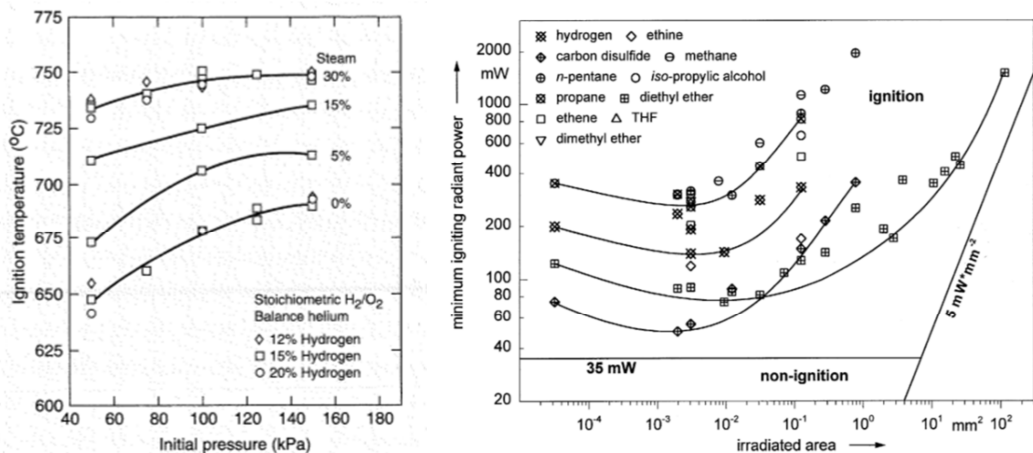 775
750
725
700
675
650
625
600
Ignition temperature (°C)
Steam
30%
15%
5%
0%
Stoichiometric H₂/O₂
Balance helium
◇ 12% Hydrogen
□ 15% Hydrogen
○ 20% Hydrogen
40 60 80 100 120 140 160 180
Initial pressure (kPa)
minimum igniting radiant power
2000
mW
1000
800
600
400
200
100
80
60
40
20
hydrogen ethine
carbon disulfide methane
n-pentane iso-propylic alcohol
propane diethyl ether
ethene THF
dimethyl ether
ignition
5 mW*mm⁻²
35 mW
non-ignition
10⁻⁴ 10⁻³ 10⁻² 10⁻¹ 10⁰ mm² 10¹ 10²
irradiated area